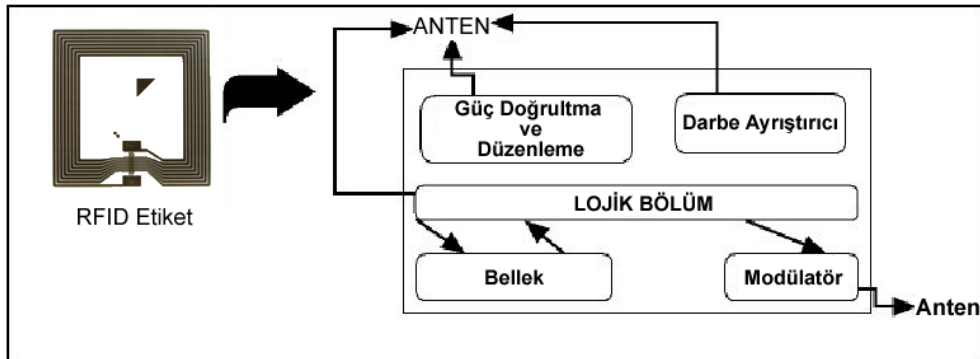 ANTEN
Güç Doğrultma
ve
Düzenleme
Darbe Ayrıştırıcı
RFID Etiket
LOJİK BÖLÜM
Bellek
Modülatör
Anten